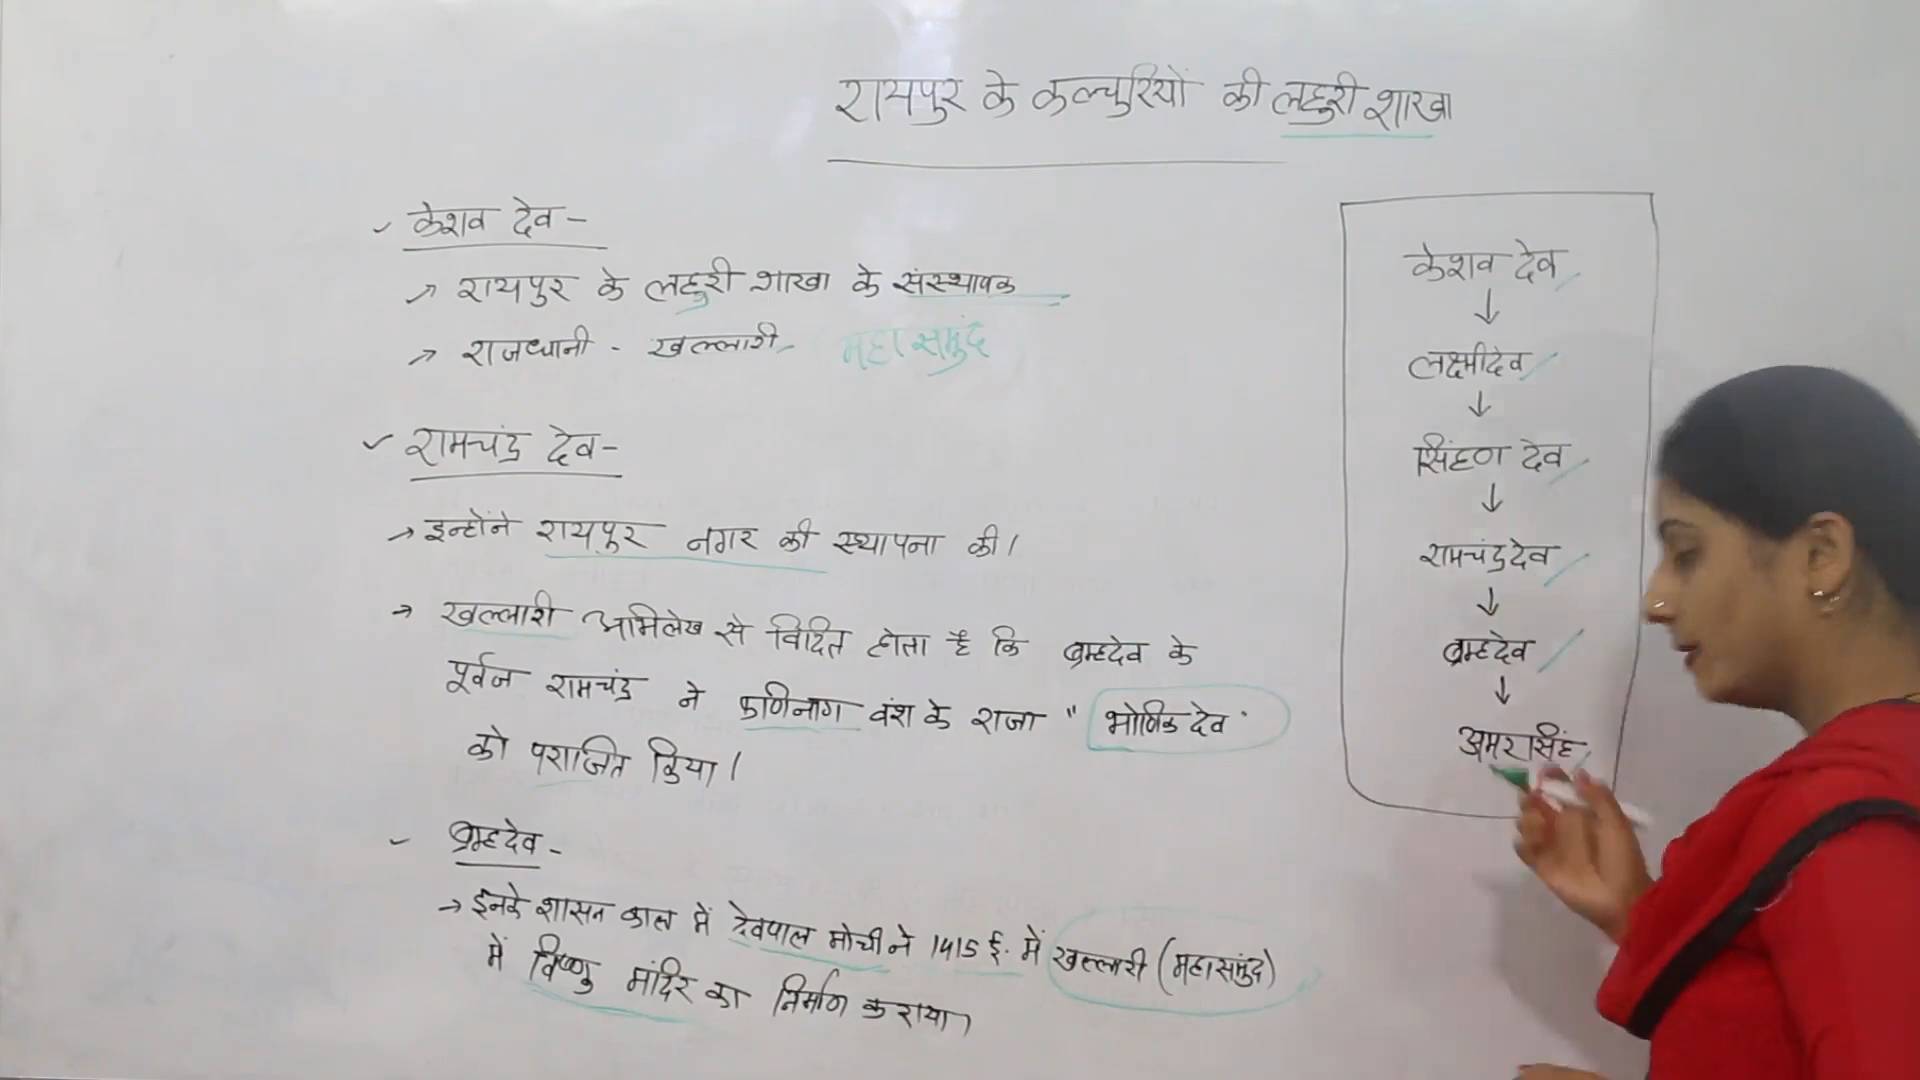 रायपुर के कल्चुरियों की लहुरी शाखा
केशव देव -
→ रायपुर के लहुरी शाखा के संस्थापक
→ राजधानी - खल्लारी महासमुंद
रामचंद्र देव -
→ इन्होंने रायपुर नगर की स्थापना की।
→ खल्लारी अभिलेख से विदित होता है कि ब्रम्हदेव के
पूर्वज रामचंद्र ने फणिनाग वंश के राजा " भोणिंक देव "
को पराजित किया।
ब्रम्हदेव -
→ इनके शासन काल में देवपाल मोची ने 1415 ई. में खल्लारी (महासमुंद)
में विष्णु मंदिर का निर्माण कराया।
केशव देव
↓
लक्ष्मीदेव
↓
सिंहण देव
↓
रामचंद्रदेव
↓
ब्रम्हदेव
↓
अमरसिंह